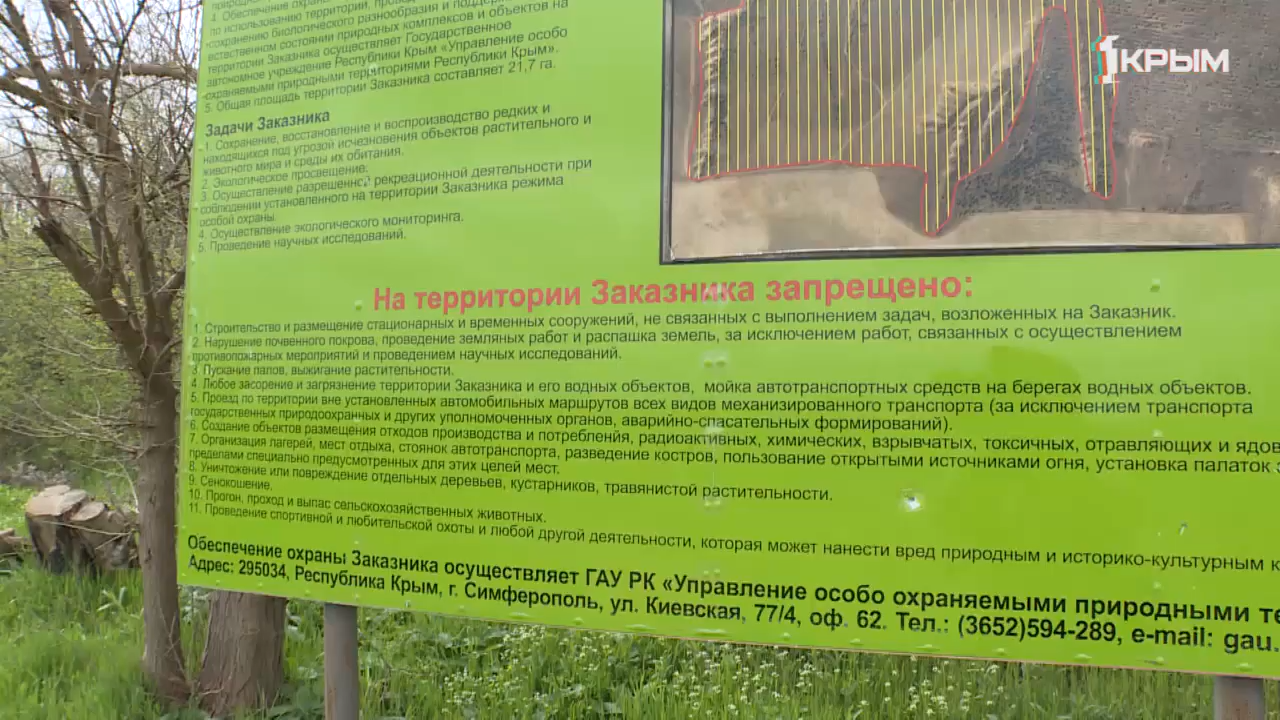 4. Обеспечение
по использованию территории,
сохранению биологического разнообразия и
естественном состоянии природных комплексов и объектов на
территории Заказника осуществляет Государственное
автономное учреждение Республики Крым «Управление особо
охраняемыми природными территориями Республики Крым».
5. Общая площадь территории Заказника составляет 21,7 га.
Задачи Заказника
1. Сохранение, восстановление и воспроизводство редких и
находящихся под угрозой исчезновения объектов растительного и
животного мира и среды их обитания.
2. Экологическое просвещение.
3. Осуществление разрешенной рекреационной деятельности при
соблюдении установленного на территории Заказника режима
особой охраны.
4. Осуществление экологического мониторинга.
5. Проведение научных исследований.
1КРЫМ
На территории Заказника запрещено:
1. Строительство и размещение стационарных и временных сооружений, не связанных с выполнением задач, возложенных на Заказник.
2. Нарушение почвенного покрова, проведение земляных работ и распашка земель, за исключением работ, связанных с осуществлением
противопожарных мероприятий и проведением научных исследований.
3. Пускание палов, выжигание растительности.
4. Любое засорение и загрязнение территории Заказника и его водных объектов, мойка автотранспортных средств на берегах водных объектов.
5. Проезд по территории вне установленных автомобильных маршрутов всех видов механизированного транспорта (за исключением транспорта
государственных природоохранных и других уполномоченных органов, аварийно-спасательных формирований).
6. Создание объектов размещения отходов производства и потребления, радиоактивных, химических, взрывчатых, токсичных, отравляющих и ядов
7. Организация лагерей, мест отдыха, стоянок автотранспорта, разведение костров, пользование открытыми источниками огня, установка палаток з
пределами специально предусмотренных для этих целей мест.
8. Уничтожение или повреждение отдельных деревьев, кустарников, травянистой растительности.
9. Сенокошение.
10. Прогон, проход и выпас сельскохозяйственных животных.
11. Проведение спортивной и любительской охоты и любой другой деятельности, которая может нанести вред природным и историко-культурным к
Обеспечение охраны Заказника осуществляет ГАУ РК «Управление особо охраняемыми природными те
Адрес: 295034, Республика Крым, г. Симферополь, ул. Киевская, 77/4, оф. 62. Тел.: (3652)594-289, e-mail: gau.